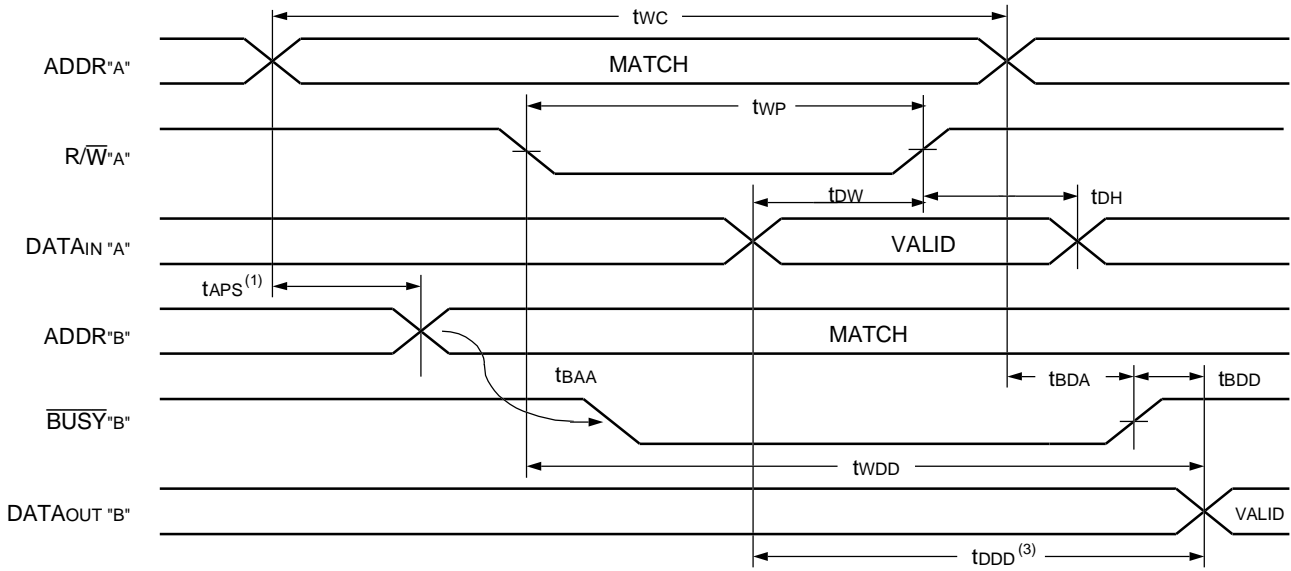 tWC
ADDR"A"
MATCH
tWP
R/W̅"A"
tDW
tDH
DATAIN "A"
VALID
tAPS(1)
ADDR"B"
MATCH
tBAA
tBDA
tBDD
B̅U̅S̅Y̅"B"
tWDD
DATAOUT "B"
VALID
tDDD(3)